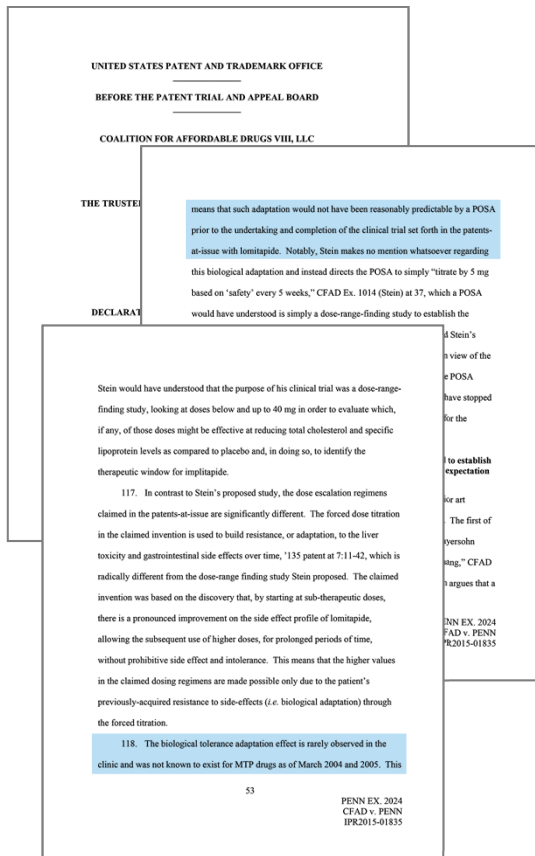 UNITED STATES PATENT AND TRADEMARK OFFICE
BEFORE THE PATENT TRIAL AND APPEAL BOARD
COALITION FOR AFFORDABLE DRUGS VIII, LLC
THE TRUSTE
DECLARAT
means that such adaptation would not have been reasonably predictable by a POSA
prior to the undertaking and completion of the clinical trial set forth in the patents-
at-issue with lomitapide. Notably, Stein makes no mention whatsoever regarding
this biological adaptation and instead directs the POSA to simply “titrate by 5 mg
based on ‘safety’ every 5 weeks,” CFAD Ex. 1014 (Stein) at 37, which a POSA
would have understood is simply a dose-range-finding study to establish the
d Stein’s
n view of the
e POSA
have stopped
for the
d to establish
expectation
ior art
. The first of
ayersohn
ang,” CFAD
n argues that a
PENN EX. 2024
CFAD v. PENN
IPR2015-01835
Stein would have understood that the purpose of his clinical trial was a dose-range-
finding study, looking at doses below and up to 40 mg in order to evaluate which,
if any, of those doses might be effective at reducing total cholesterol and specific
lipoprotein levels as compared to placebo and, in doing so, to identify the
therapeutic window for implitapide.
117. In contrast to Stein’s proposed study, the dose escalation regimens
claimed in the patents-at-issue are significantly different. The forced dose titration
in the claimed invention is used to build resistance, or adaptation, to the liver
toxicity and gastrointestinal side effects over time, ’135 patent at 7:11-42, which is
radically different from the dose-range finding study Stein proposed. The claimed
invention was based on the discovery that, by starting at sub-therapeutic doses,
there is a pronounced improvement on the side effect profile of lomitapide,
allowing the subsequent use of higher doses, for prolonged periods of time,
without prohibitive side effect and intolerance. This means that the higher values
in the claimed dosing regimens are made possible only due to the patient’s
previously-acquired resistance to side-effects (i.e. biological adaptation) through
the forced titration.
118. The biological tolerance adaptation effect is rarely observed in the
clinic and was not known to exist for MTP drugs as of March 2004 and 2005. This
53
PENN EX. 2024
CFAD v. PENN
IPR2015-01835